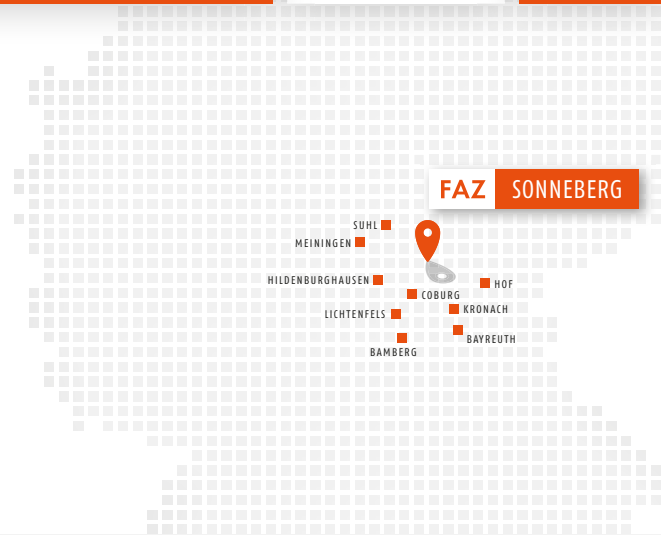 FAZ SONNEBERG
SUHL
MEININGEN
HILDENBURGHAUSEN
HOF
COBURG
KRONACH
LICHTENFELS
BAYREUTH
BAMBERG